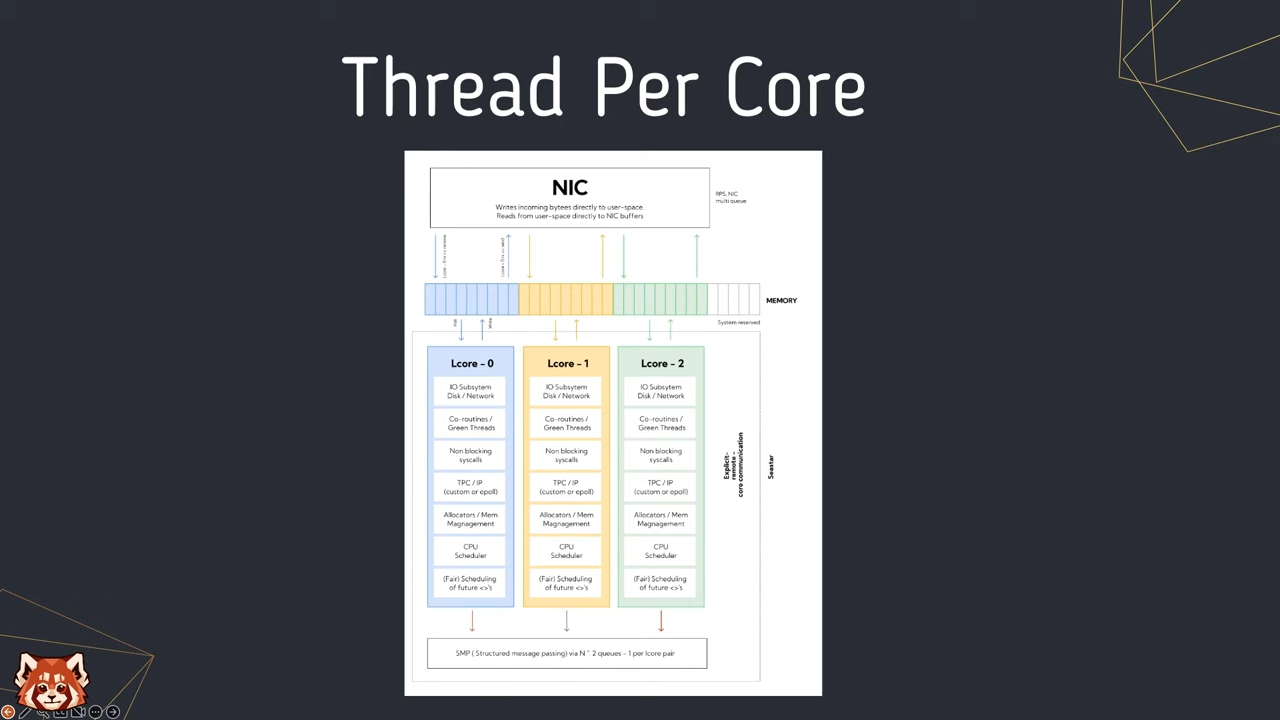 Thread Per Core
NIC
Writes incoming bytees directly to user-space.
Reads from user-space directly to NIC buffers
RPS, NIC
multi queue
MEMORY
System reserved
Lcore - 0
IO Subsytem
Disk / Network
Co-routines /
Green Threads
Non blocking
syscalls
TPC / IP
(custom or epoll)
Allocators / Mem
Magnagement
CPU
Scheduler
(Fair) Scheduling
of future <>'s
Lcore - 1
IO Subsytem
Disk / Network
Co-routines /
Green Threads
Non blocking
syscalls
TPC / IP
(custom or epoll)
Allocators / Mem
Magnagement
CPU
Scheduler
(Fair) Scheduling
of future <>'s
Lcore - 2
IO Subsytem
Disk / Network
Co-routines /
Green Threads
Non blocking
syscalls
TPC / IP
(custom or epoll)
Allocators / Mem
Magnagement
CPU
Scheduler
(Fair) Scheduling
of future <>'s
Explicit-
remote -
core communication
Seastar
SMP ( Structured message passing) via N ^ 2 queues - 1 per lcore pair